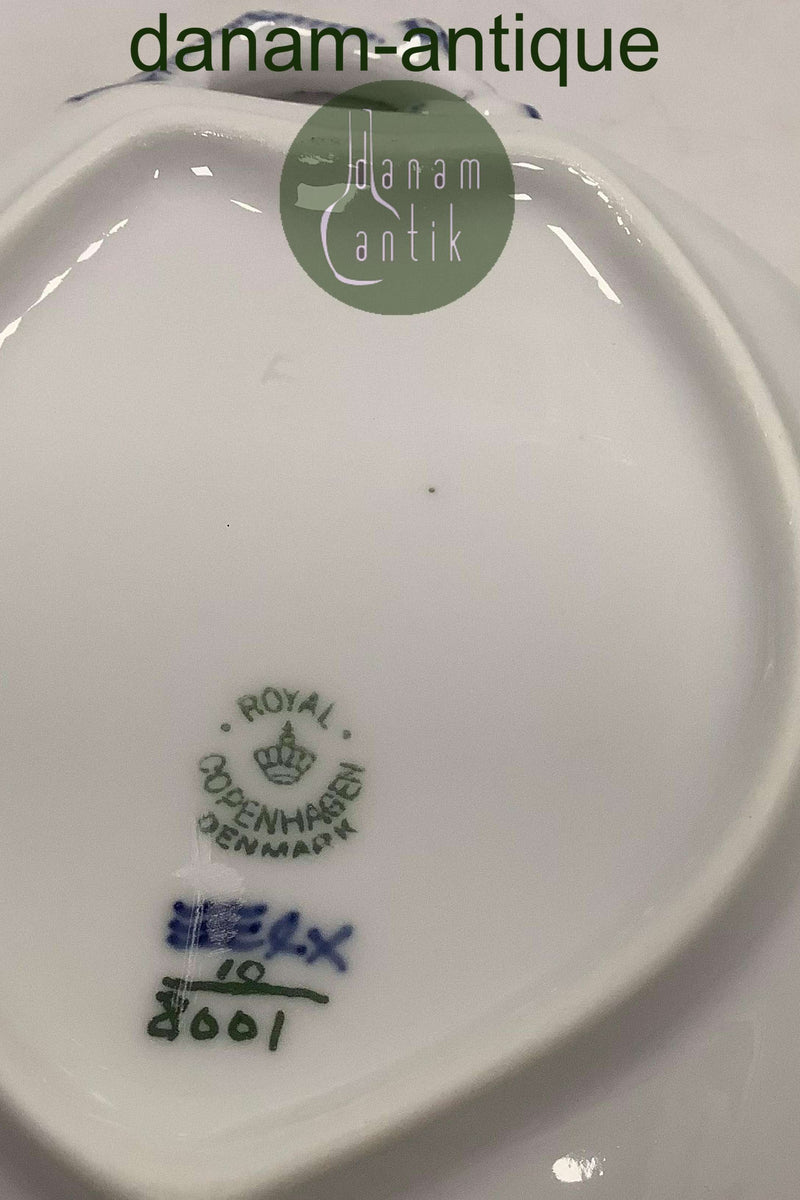 danam-antique
danam
antik
ROYAL
COPENHAGEN
DENMARK
10
8001